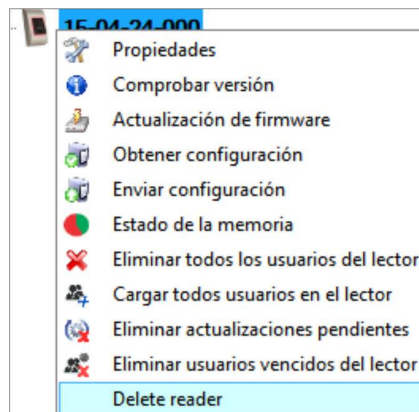 15-04-24-000
Propiedades
Comprobar versión
Actualización de firmware
Obtener configuración
Enviar configuración
Estado de la memoria
Eliminar todos los usuarios del lector
Cargar todos usuarios en el lector
Eliminar actualizaciones pendientes
Eliminar usuarios vencidos del lector
Delete reader